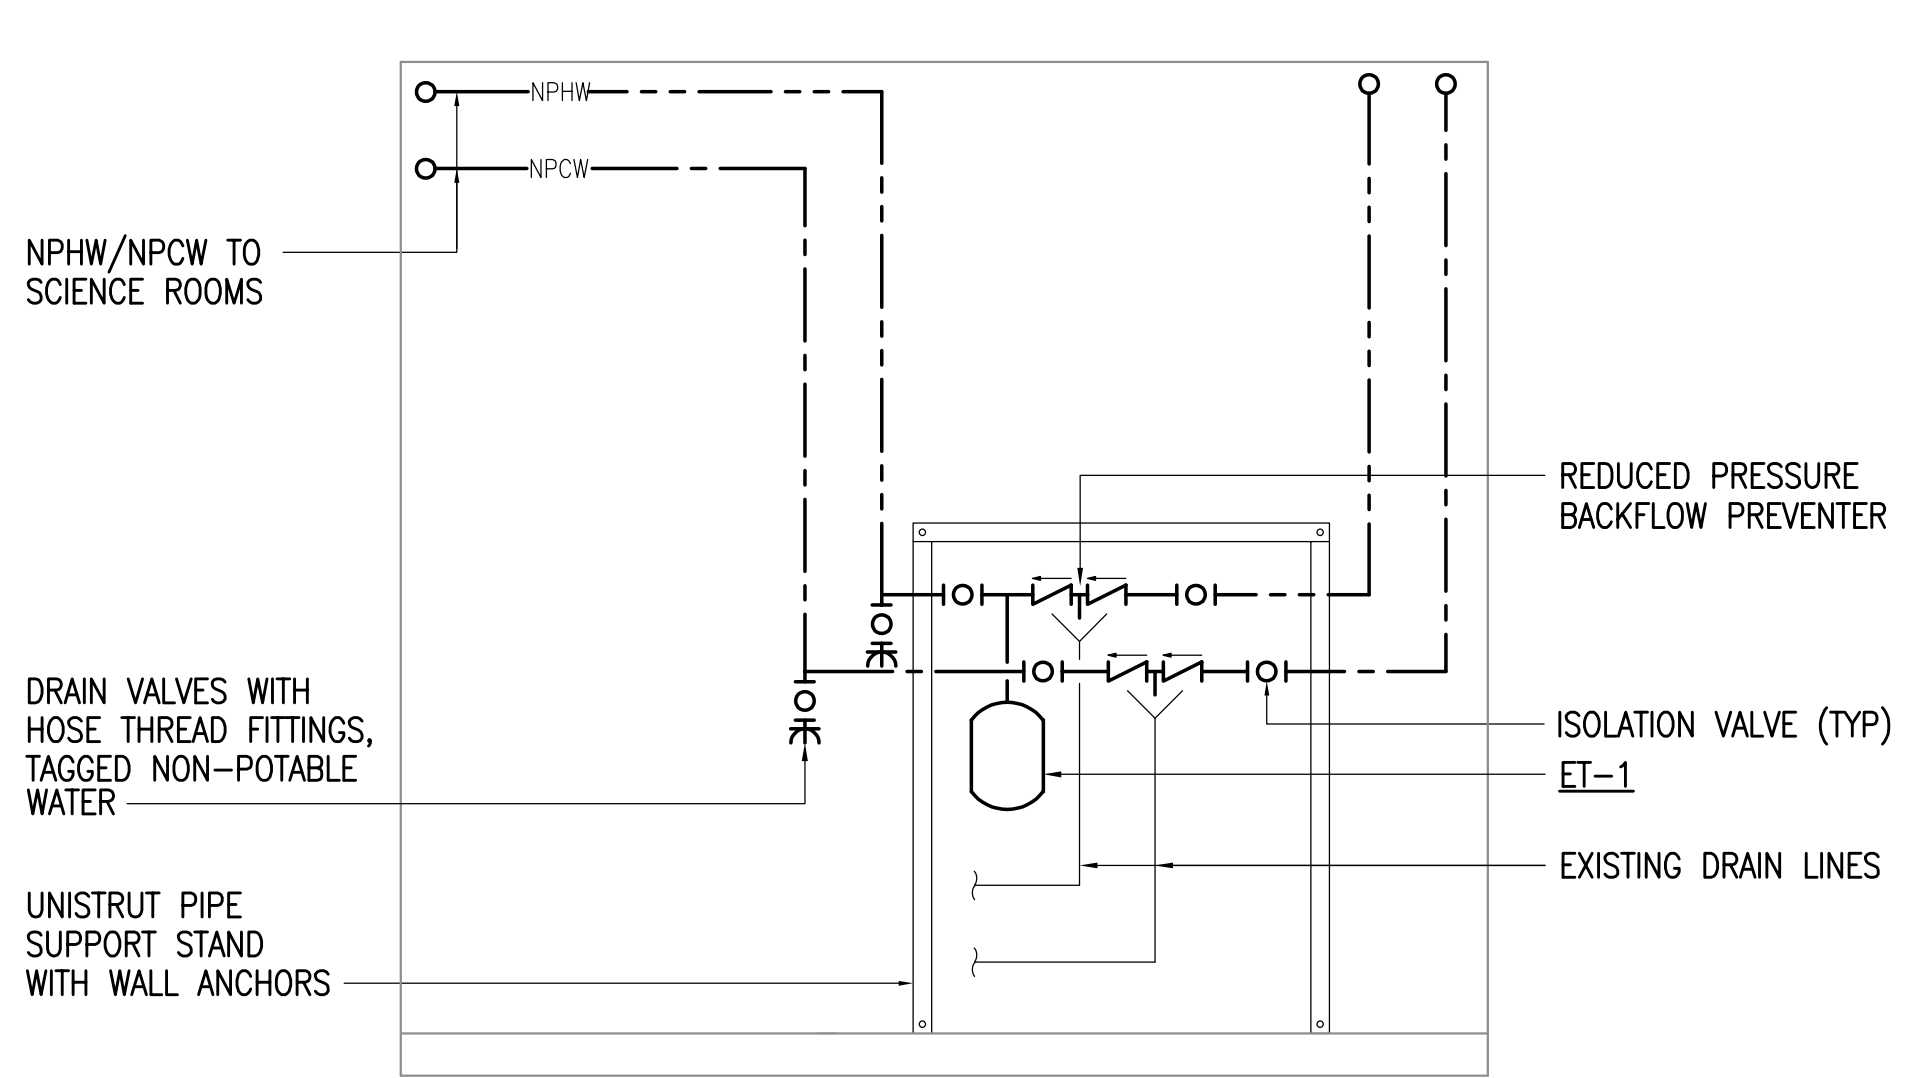 NPHW
NPCW
NPHW/NPCW TO
SCIENCE ROOMS
REDUCED PRESSURE
BACKFLOW PREVENTER
DRAIN VALVES WITH
HOSE THREAD FITTINGS,
TAGGED NON-POTABLE
WATER
ISOLATION VALVE (TYP)
ET-1
EXISTING DRAIN LINES
UNISTRUT PIPE
SUPPORT STAND
WITH WALL ANCHORS